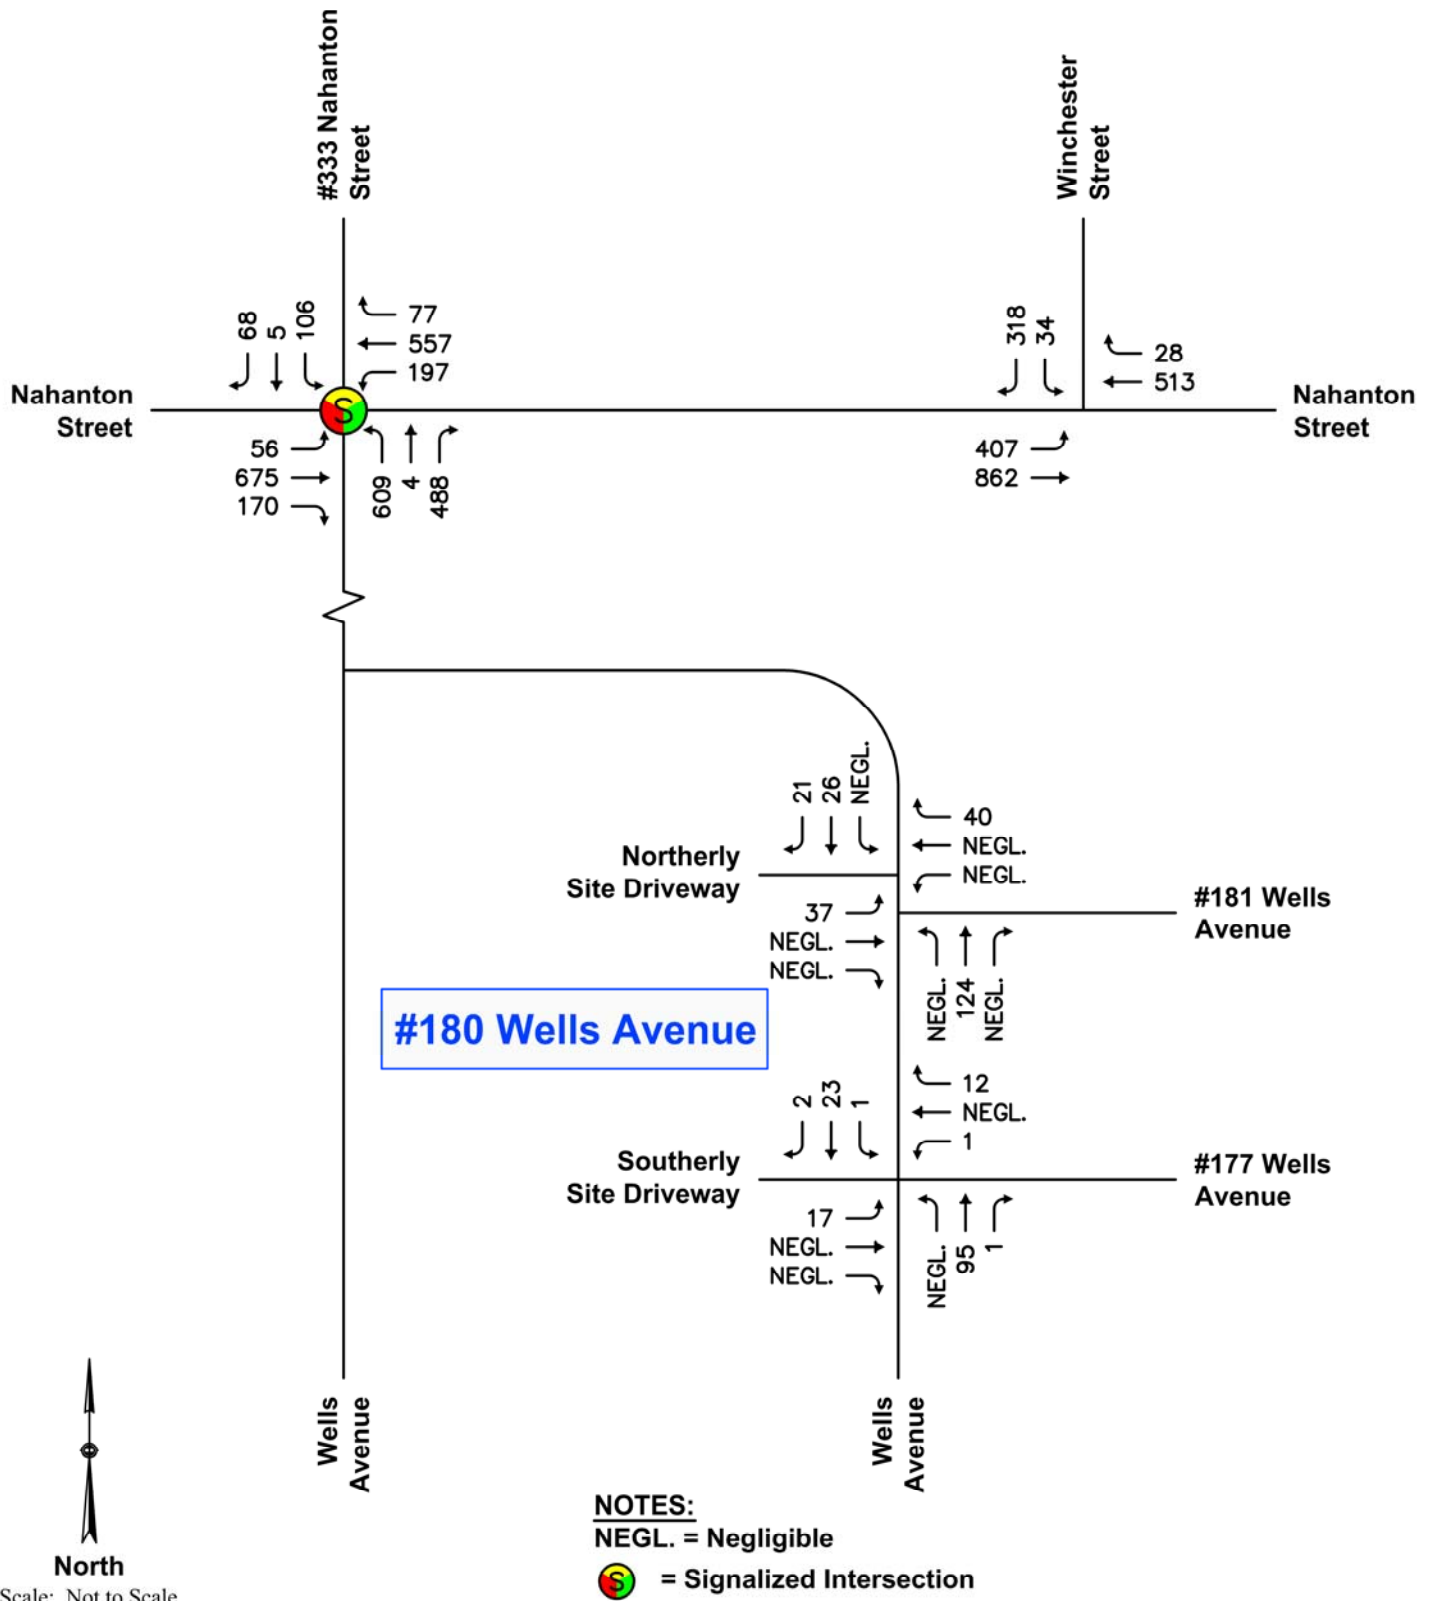 #333 Nahanton
Street
Winchester
Street
68
5
106
77
557
197
318
34
28
513
Nahanton
Street
S
Nahanton
Street
56
675
170
609
4
488
407
862
21
26
NEGL.
40
NEGL.
NEGL.
Northerly
Site Driveway
37
NEGL.
NEGL.
#181 Wells
Avenue
NEGL.
124
NEGL.
#180 Wells Avenue
2
23
1
12
NEGL.
1
Southerly
Site Driveway
#177 Wells
Avenue
17
NEGL.
NEGL.
NEGL.
95
1
Wells
Avenue
Wells
Avenue
North
Scale: Not to Scale
NOTES:
NEGL. = Negligible
S = Signalized Intersection